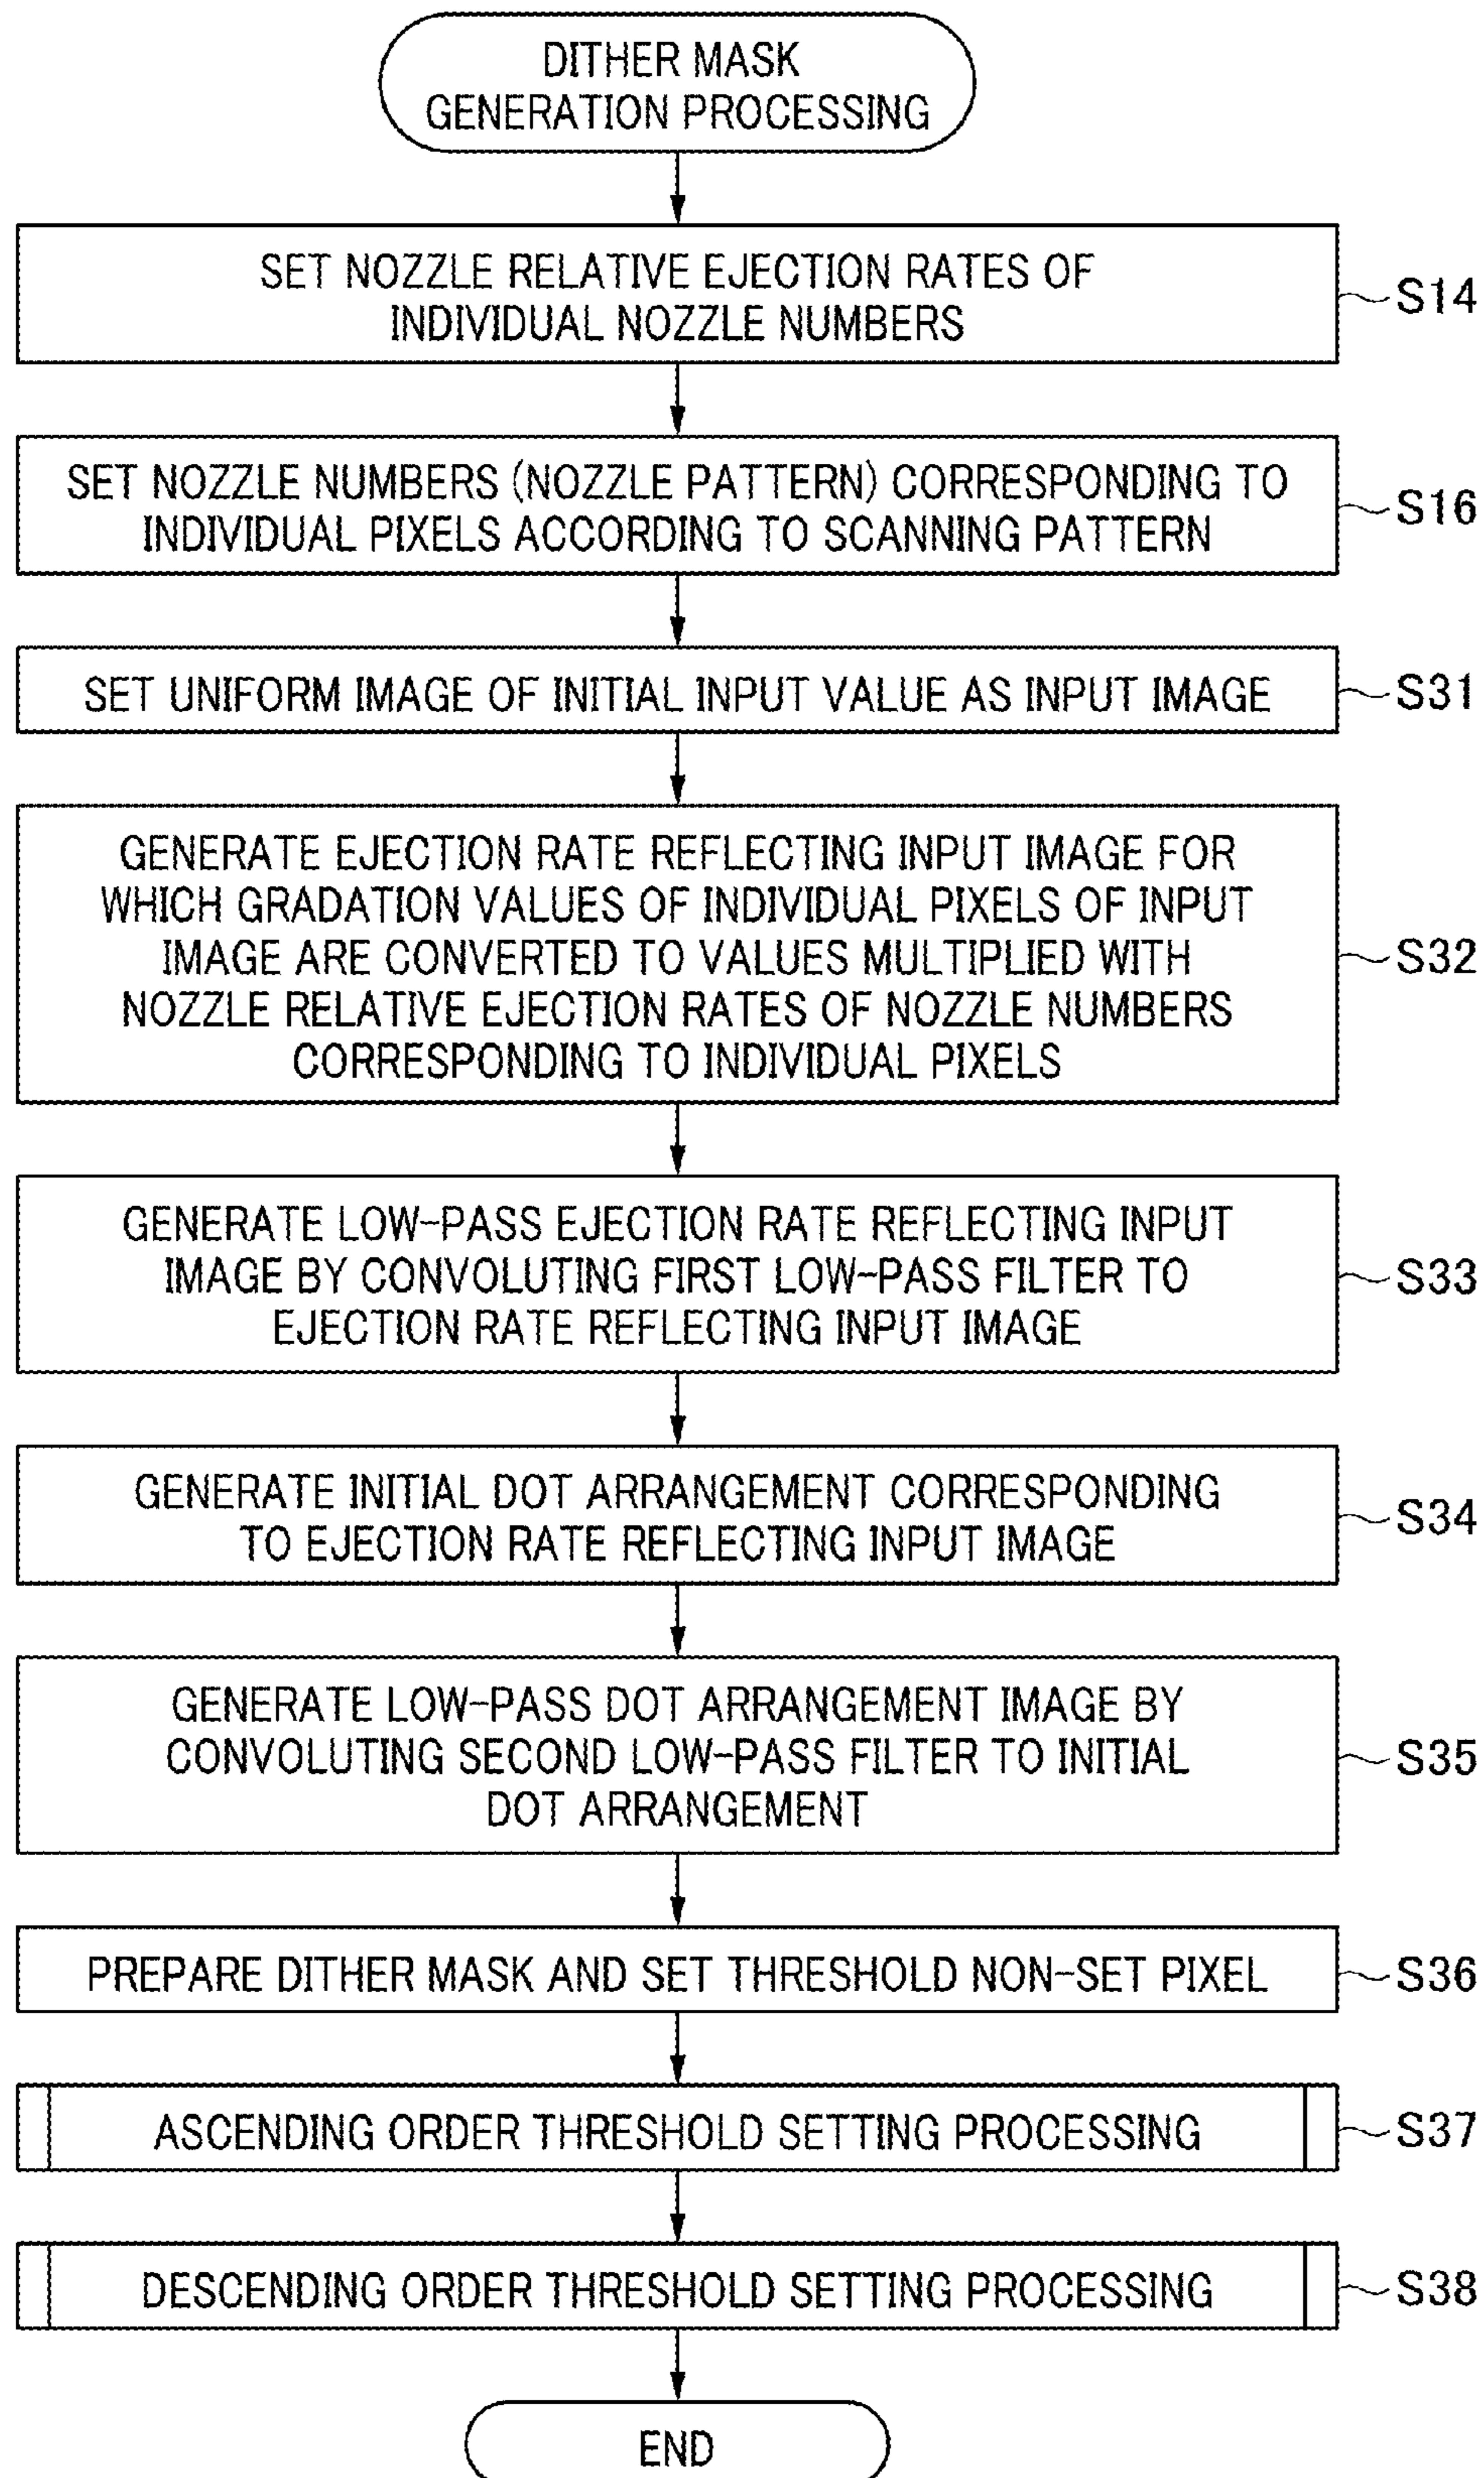 DITHER MASK
GENERATION PROCESSING
SET NOZZLE RELATIVE EJECTION RATES OF
INDIVIDUAL NOZZLE NUMBERS
S14
SET NOZZLE NUMBERS (NOZZLE PATTERN) CORRESPONDING TO
INDIVIDUAL PIXELS ACCORDING TO SCANNING PATTERN
S16
SET UNIFORM IMAGE OF INITIAL INPUT VALUE AS INPUT IMAGE
S31
GENERATE EJECTION RATE REFLECTING INPUT IMAGE FOR
WHICH GRADATION VALUES OF INDIVIDUAL PIXELS OF INPUT
IMAGE ARE CONVERTED TO VALUES MULTIPLIED WITH
NOZZLE RELATIVE EJECTION RATES OF NOZZLE NUMBERS
CORRESPONDING TO INDIVIDUAL PIXELS
S32
GENERATE LOW-PASS EJECTION RATE REFLECTING INPUT
IMAGE BY CONVOLUTING FIRST LOW-PASS FILTER TO
EJECTION RATE REFLECTING INPUT IMAGE
S33
GENERATE INITIAL DOT ARRANGEMENT CORRESPONDING
TO EJECTION RATE REFLECTING INPUT IMAGE
S34
GENERATE LOW-PASS DOT ARRANGEMENT IMAGE BY
CONVOLUTING SECOND LOW-PASS FILTER TO INITIAL
DOT ARRANGEMENT
S35
PREPARE DITHER MASK AND SET THRESHOLD NON-SET PIXEL
S36
ASCENDING ORDER THRESHOLD SETTING PROCESSING
S37
DESCENDING ORDER THRESHOLD SETTING PROCESSING
S38
END